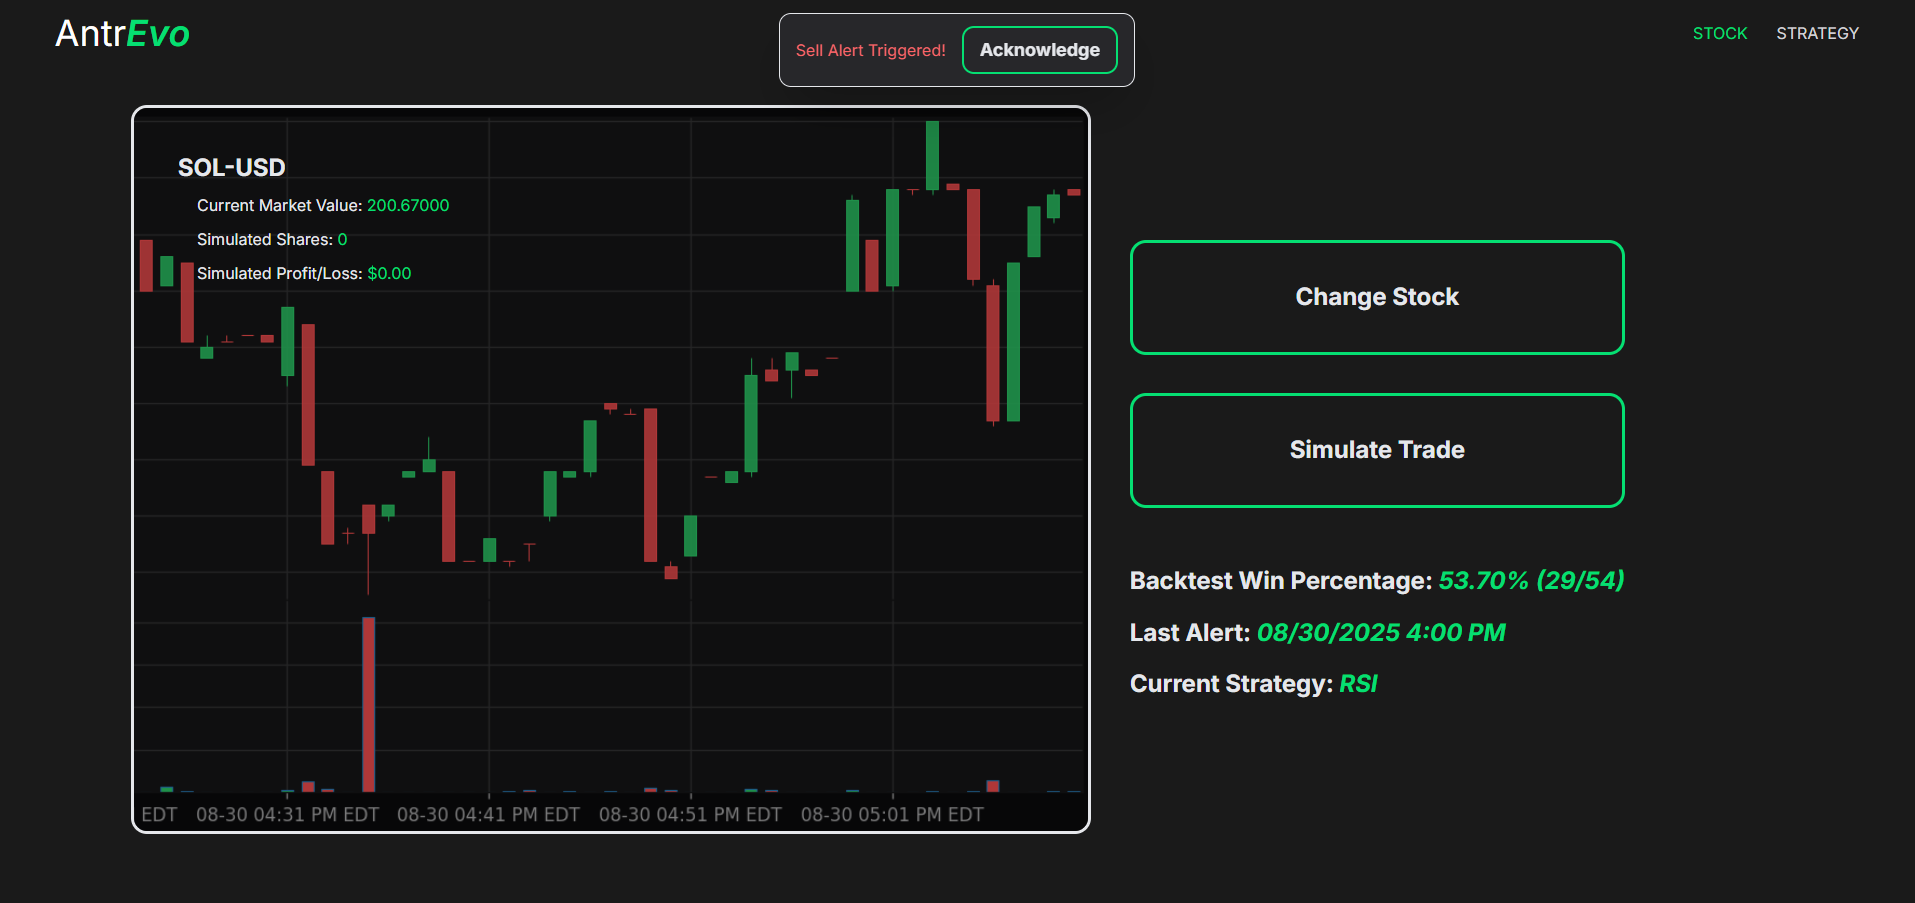 AntrEvo
Sell Alert Triggered! Acknowledge
STOCK STRATEGY
SOL-USD
Current Market Value: 200.67000
Simulated Shares: 0
Simulated Profit/Loss: $0.00
EDT 08-30 04:31 PM EDT 08-30 04:41 PM EDT 08-30 04:51 PM EDT 08-30 05:01 PM EDT
Change Stock
Simulate Trade
Backtest Win Percentage: 53.70% (29/54)
Last Alert: 08/30/2025 4:00 PM
Current Strategy: RSI